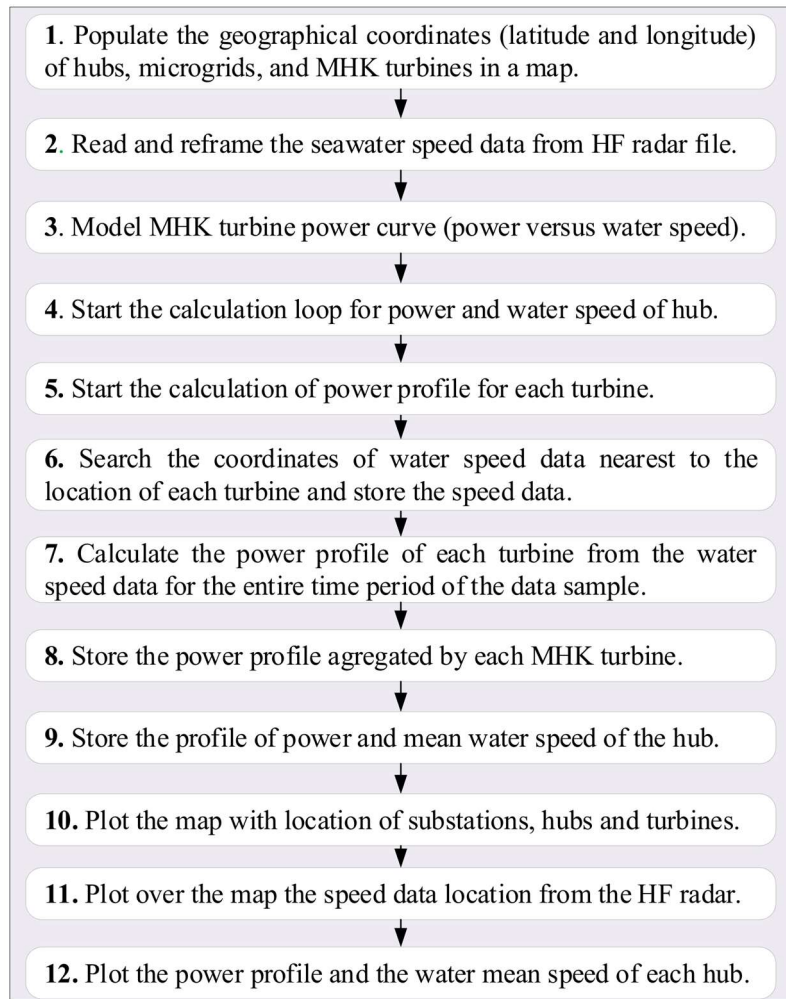 1. Populate the geographical coordinates (latitude and longitude)
of hubs, microgrids, and MHK turbines in a map.
2. Read and reframe the seawater speed data from HF radar file.
3. Model MHK turbine power curve (power versus water speed).
4. Start the calculation loop for power and water speed of hub.
5. Start the calculation of power profile for each turbine.
6. Search the coordinates of water speed data nearest to the
location of each turbine and store the speed data.
7. Calculate the power profile of each turbine from the water
speed data for the entire time period of the data sample.
8. Store the power profile agregated by each MHK turbine.
9. Store the profile of power and mean water speed of the hub.
10. Plot the map with location of substations, hubs and turbines.
11. Plot over the map the speed data location from the HF radar.
12. Plot the power profile and the water mean speed of each hub.